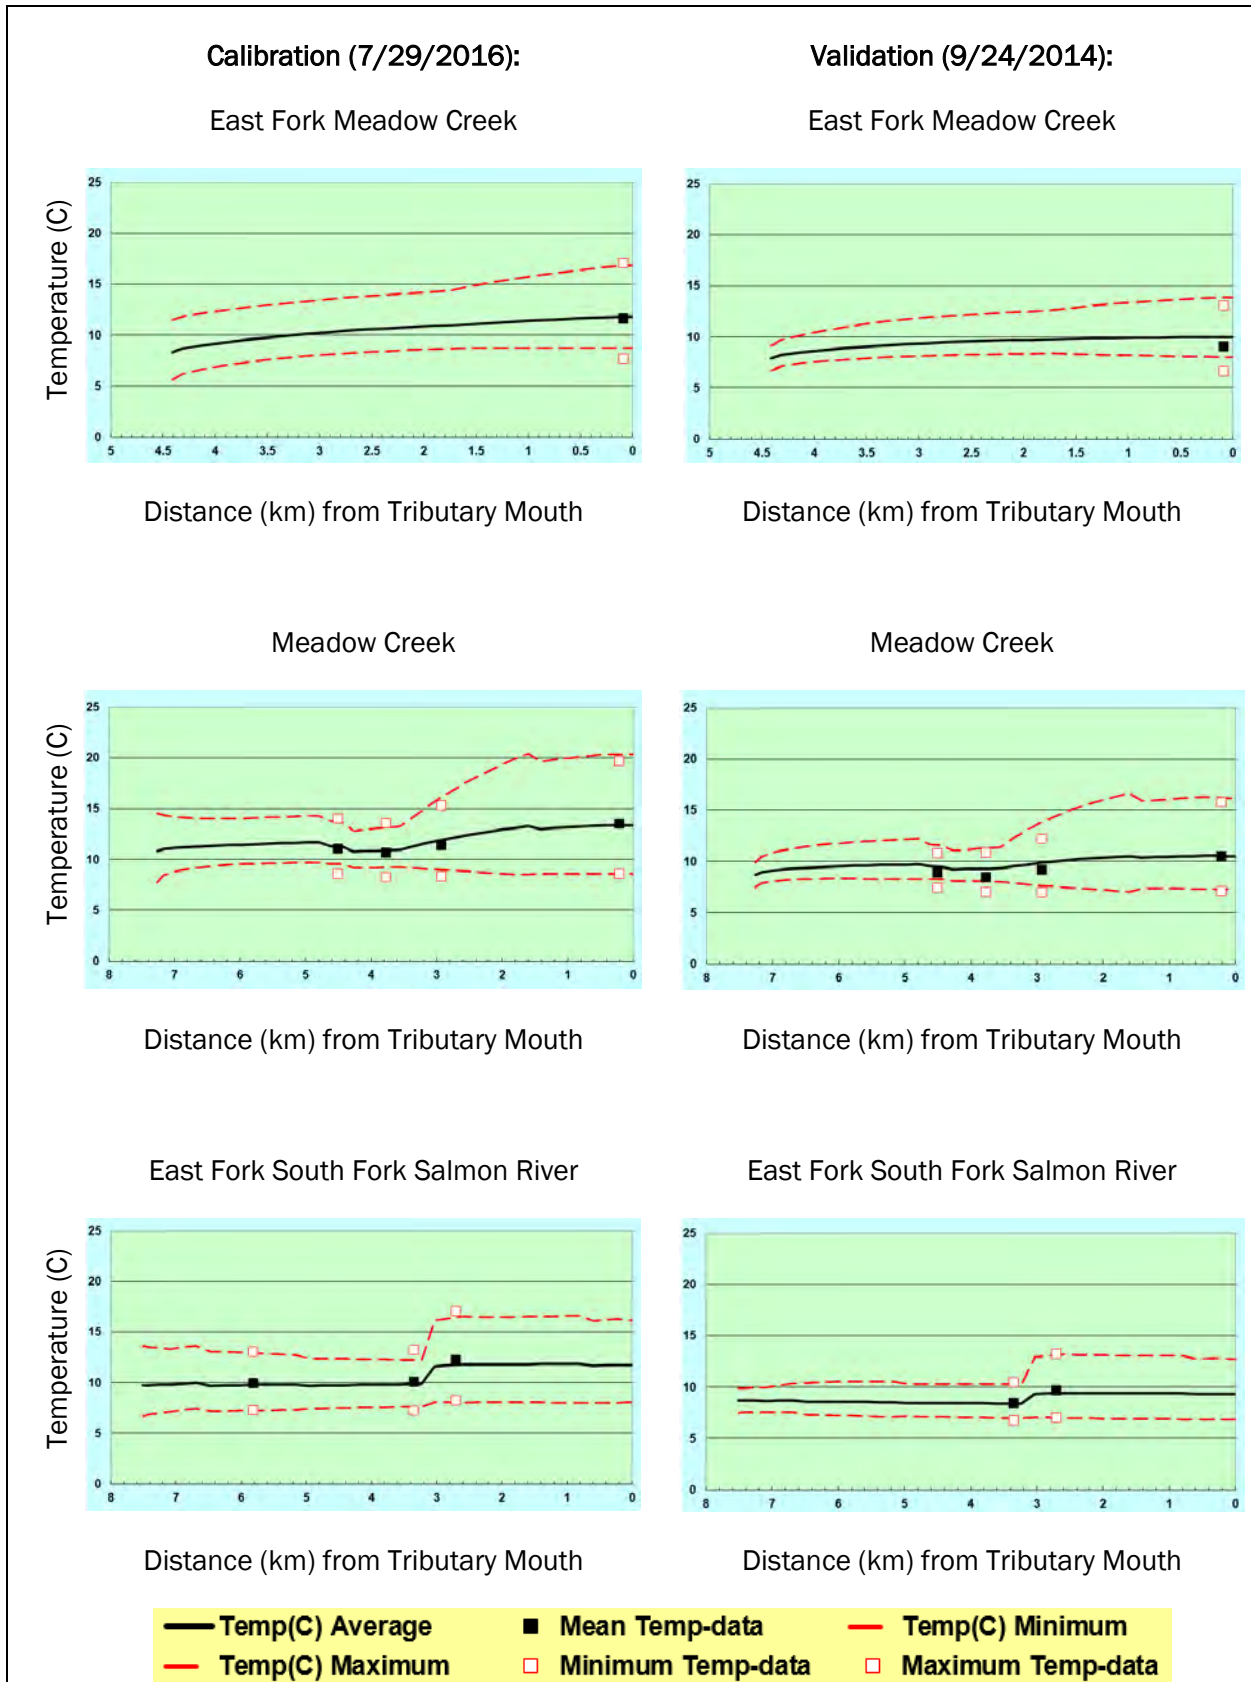 Calibration (7/29/2016):
Validation (9/24/2014):
East Fork Meadow Creek
East Fork Meadow Creek
Temperature (C)
25
20
15
10
5
0
5 4.5 4 3.5 3 2.5 2 1.5 1 0.5 0
25
20
15
10
5
0
5 4.5 4 3.5 3 2.5 2 1.5 1 0.5 0
Distance (km) from Tributary Mouth
Distance (km) from Tributary Mouth
Meadow Creek
Meadow Creek
Temperature (C)
25
20
15
10
5
0
8 7 6 5 4 3 2 1 0
25
20
15
10
5
0
8 7 6 5 4 3 2 1 0
Distance (km) from Tributary Mouth
Distance (km) from Tributary Mouth
East Fork South Fork Salmon River
East Fork South Fork Salmon River
Temperature (C)
25
20
15
10
5
0
8 7 6 5 4 3 2 1 0
25
20
15
10
5
0
8 7 6 5 4 3 2 1 0
Distance (km) from Tributary Mouth
Distance (km) from Tributary Mouth
Temp(C) Average
Mean Temp-data
Temp(C) Minimum
Temp(C) Maximum
Minimum Temp-data
Maximum Temp-data